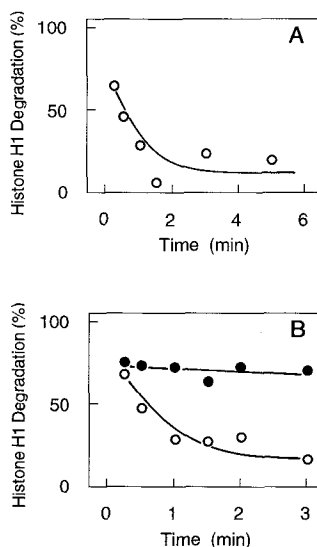 A
Histone H1 Degradation (%)
100
50
0
0 2 4 6
Time (min)
B
Histone H1 Degradation (%)
100
50
0
0 1 2 3
Time (min)